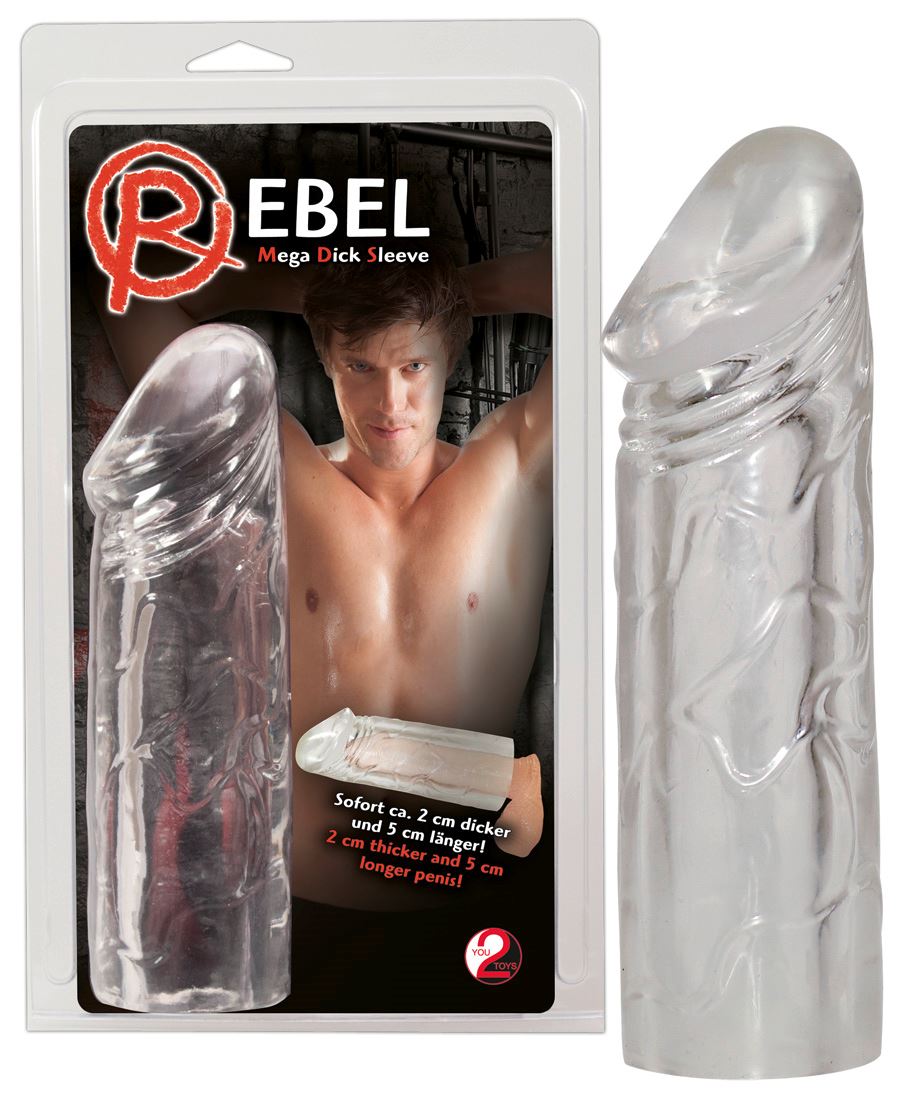 REBEL
Mega Dick Sleeve
Sofort ca. 2 cm dicker
und 5 cm länger!
2 cm thicker and 5 cm
longer penis!
YOU 2 TOYS